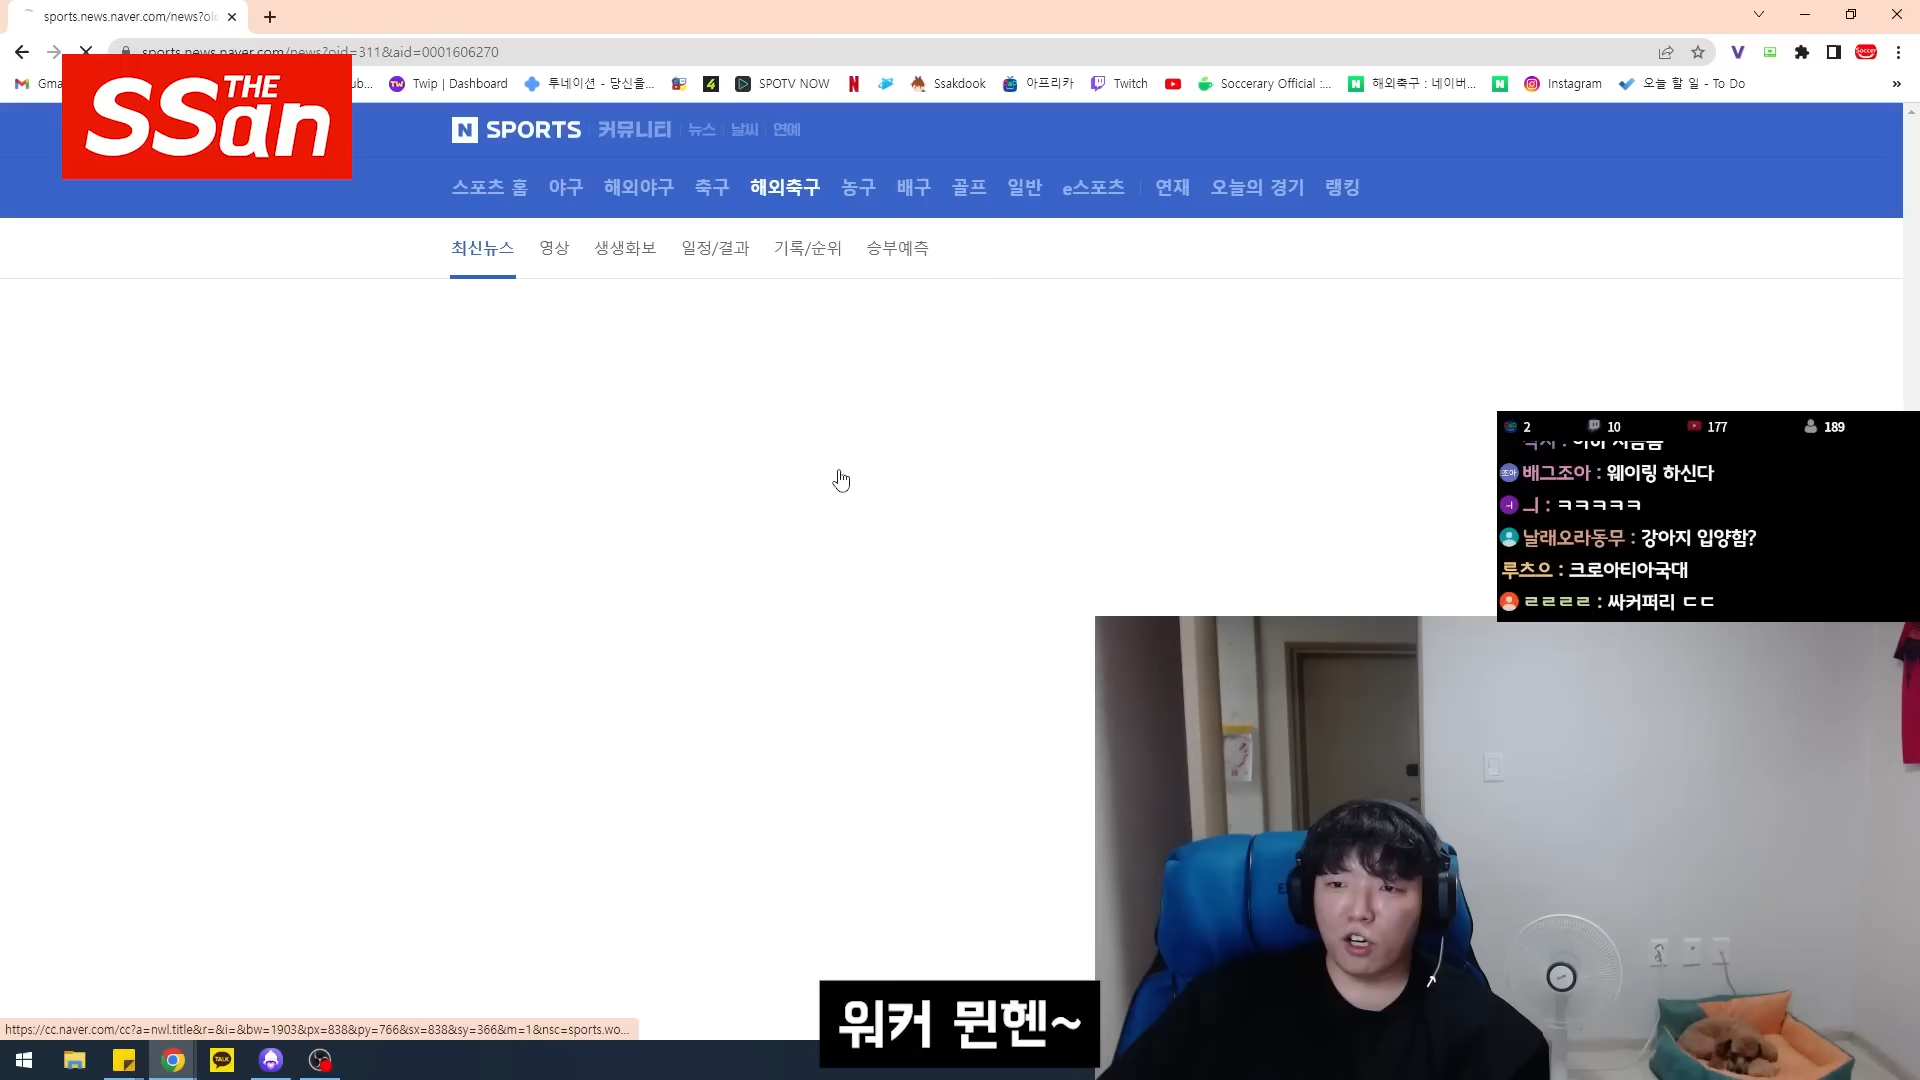 sports.news.naver.com/news?oid
sports.news.naver.com/news?oid=311&aid=0001606270
Gma
THE
SSan
ub...
Twip | Dashboard
투네이션 - 당신을...
SPOTV NOW
Ssakdook
아프리카
Twitch
Soccerary Official :...
해외축구 : 네이버...
Instagram
오늘 할 일 - To Do
N SPORTS 커뮤니티 뉴스 날씨 연예
스포츠 홈 야구 해외야구 축구 해외축구 농구 배구 골프 일반 e스포츠 연재 오늘의 경기 랭킹
최신뉴스 영상 생생화보 일정/결과 기록/순위 승부예측
2 10 177 189
배그조아 : 웨이링 하신다
ㅢ : ㅋㅋㅋㅋㅋ
날래오라동무 : 강아지 입양함?
루츠으 : 크로아티아국대
ㄹㄹㄹㄹ : 싸커퍼리 ㄷㄷ
워커 뮌헨~
https://cc.naver.com/cc?a=nwl.title&r=&i=&bw=1903&px=838&py=766&sx=838&sy=366&m=1&nsc=sports.wo...
TALK